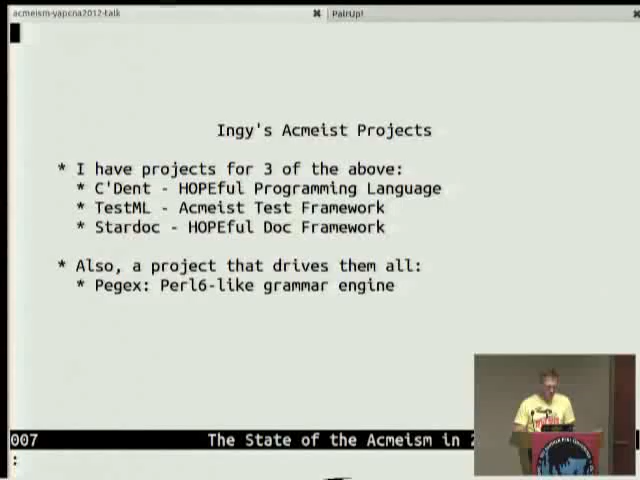 acmeism-yapcna2012-talk
PairUp!
Ingy's Acmeist Projects
* I have projects for 3 of the above:
* C'Dent - HOPEful Programming Language
* TestML - Acmeist Test Framework
* Stardoc - HOPEful Doc Framework
* Also, a project that drives them all:
* Pegex: Perl6-like grammar engine
007
The State of the Acmeism in
: